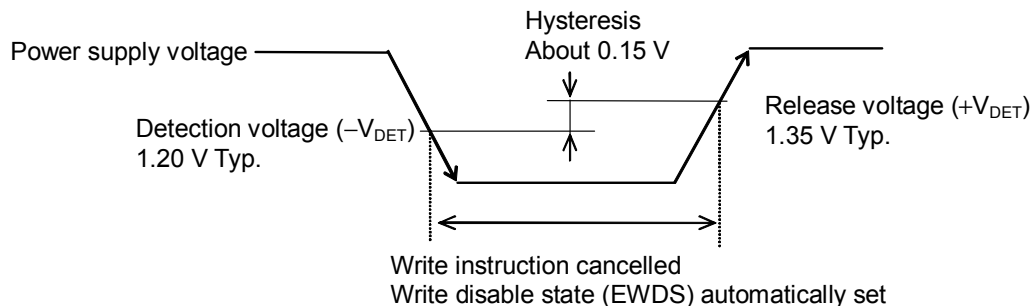 Hysteresis
About 0.15 V
Power supply voltage
Detection voltage (−VDET)
1.20 V Typ.
Release voltage (+VDET)
1.35 V Typ.
Write instruction cancelled
Write disable state (EWDS) automatically set